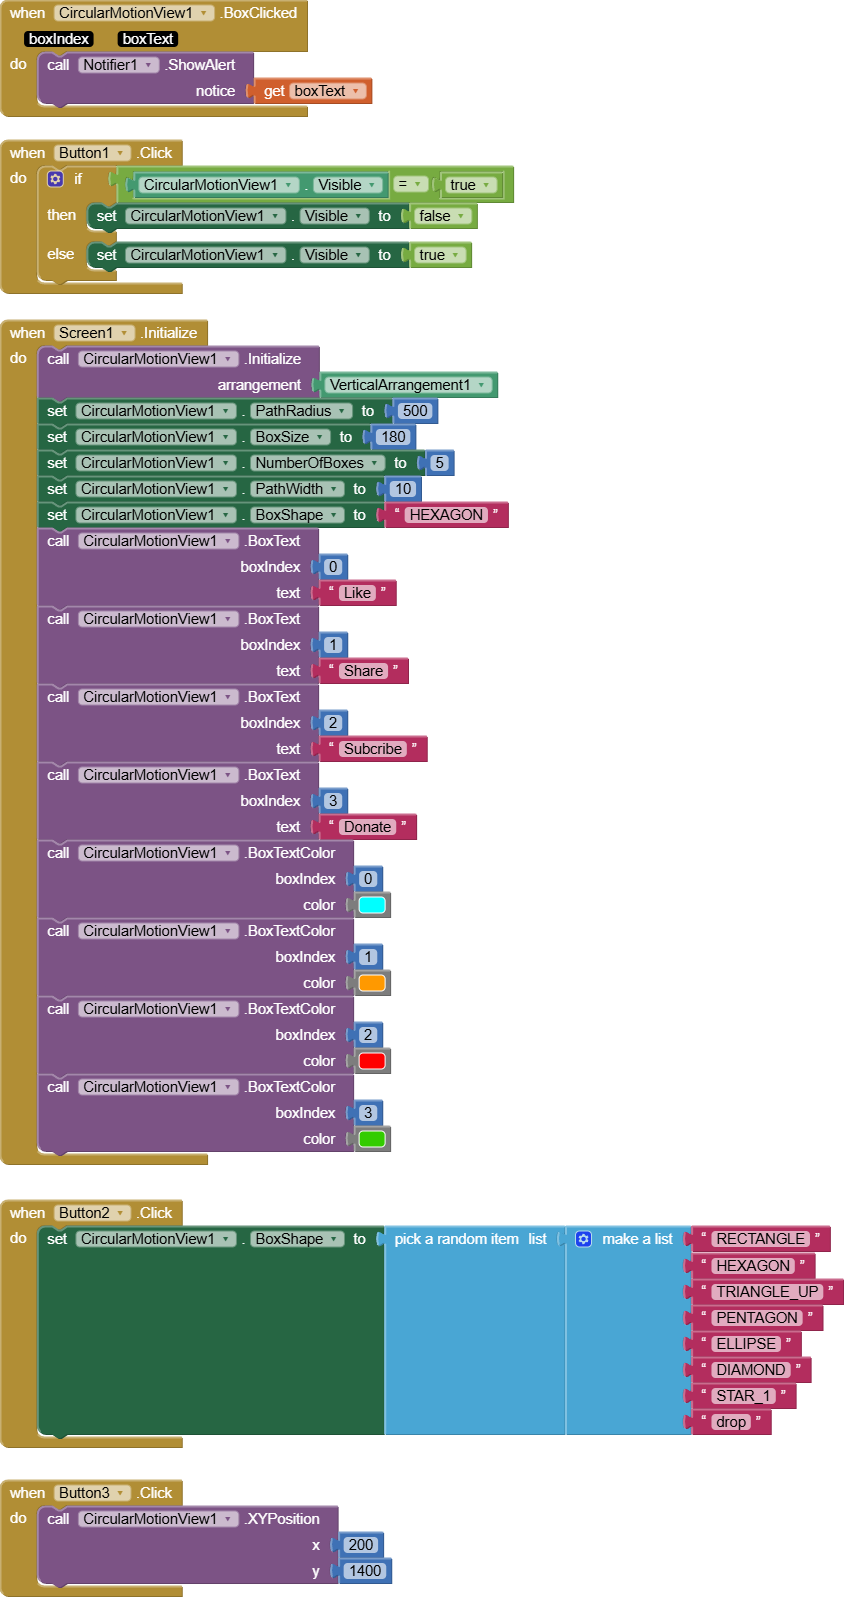 when CircularMotionView1 .BoxClicked
boxIndex boxText
do call Notifier1 .ShowAlert
notice get boxText
when Button1 .Click
do if CircularMotionView1 . Visible = true
then set CircularMotionView1 . Visible to false
else set CircularMotionView1 . Visible to true
when Screen1 .Initialize
do call CircularMotionView1 .Initialize
arrangement VerticalArrangement1
set CircularMotionView1 . PathRadius to 500
set CircularMotionView1 . BoxSize to 180
set CircularMotionView1 . NumberOfBoxes to 5
set CircularMotionView1 . PathWidth to 10
set CircularMotionView1 . BoxShape to “ HEXAGON ”
call CircularMotionView1 .BoxText
boxIndex 0
text “ Like ”
call CircularMotionView1 .BoxText
boxIndex 1
text “ Share ”
call CircularMotionView1 .BoxText
boxIndex 2
text “ Subcribe ”
call CircularMotionView1 .BoxText
boxIndex 3
text “ Donate ”
call CircularMotionView1 .BoxTextColor
boxIndex 0
color
call CircularMotionView1 .BoxTextColor
boxIndex 1
color
call CircularMotionView1 .BoxTextColor
boxIndex 2
color
call CircularMotionView1 .BoxTextColor
boxIndex 3
color
when Button2 .Click
do set CircularMotionView1 . BoxShape to pick a random item list make a list “ RECTANGLE ”
“ HEXAGON ”
“ TRIANGLE_UP ”
“ PENTAGON ”
“ ELLIPSE ”
“ DIAMOND ”
“ STAR_1 ”
“ drop ”
when Button3 .Click
do call CircularMotionView1 .XYPosition
x 200
y 1400